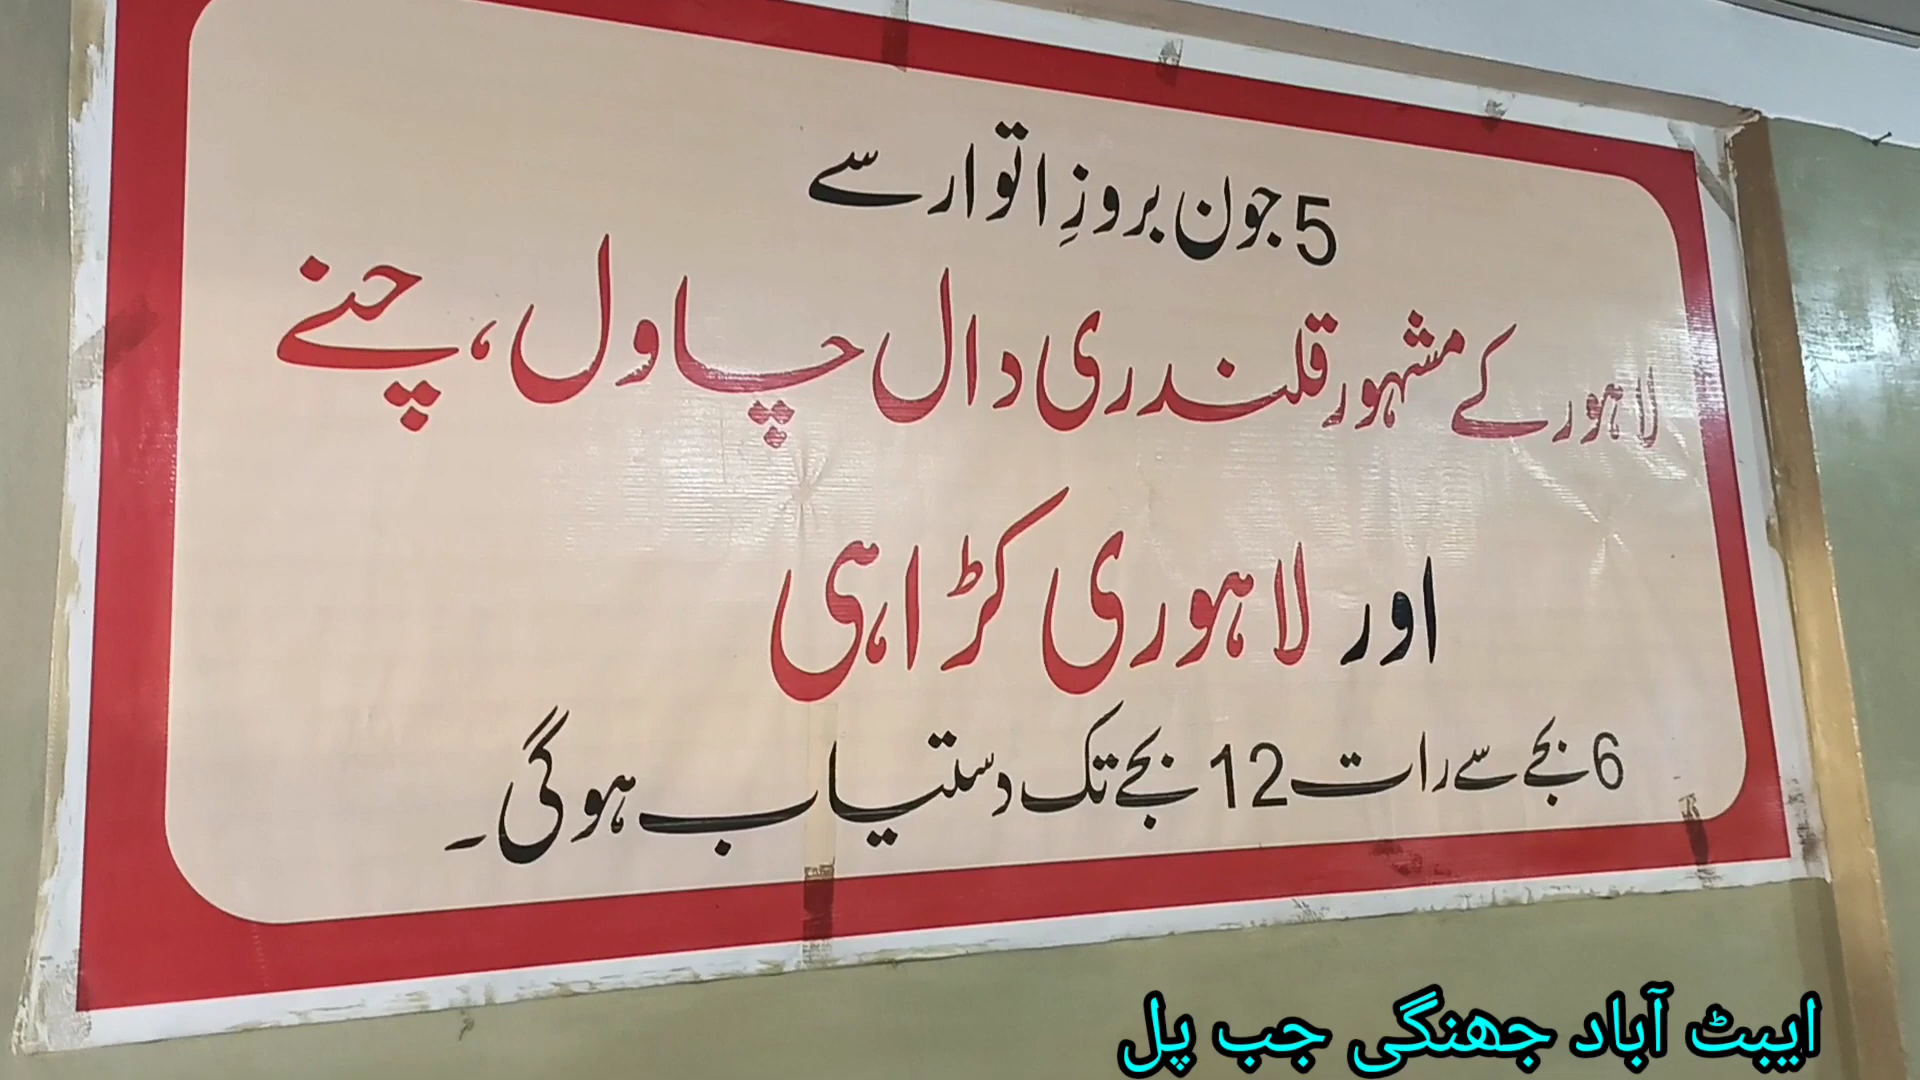 5 جون بروزِ اتوار سے
لاہور کے مشہور قلندری دال چاول، چنے
اور لاہوری کڑاہی
6 بجے سے رات 12 بجے تک دستیاب ہوگی۔
ایبٹ آباد جھنگی جب پل